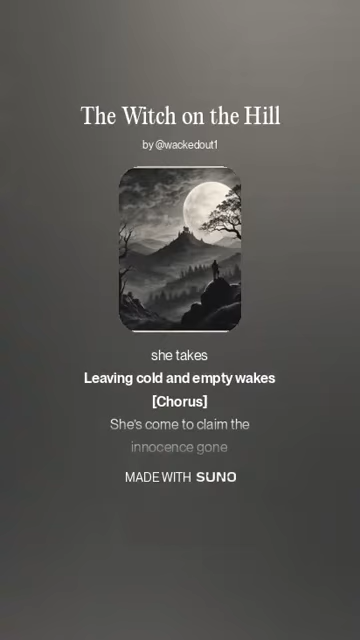 The Witch on the Hill
by @wackedout1
she takes
Leaving cold and empty wakes
[Chorus]
She's come to claim the
innocence gone
MADE WITH SUNO